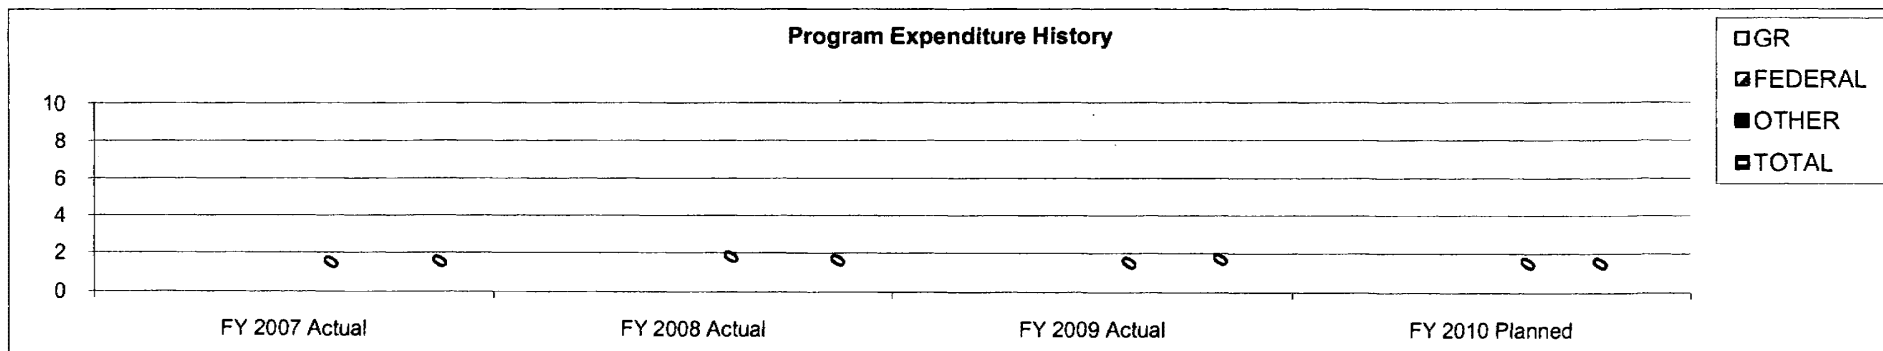 Program Expenditure History
GR
FEDERAL
OTHER
TOTAL
10
8
6
4
2
0
0 0 0 0 0 0 0 0
FY 2007 Actual FY 2008 Actual FY 2009 Actual FY 2010 Planned